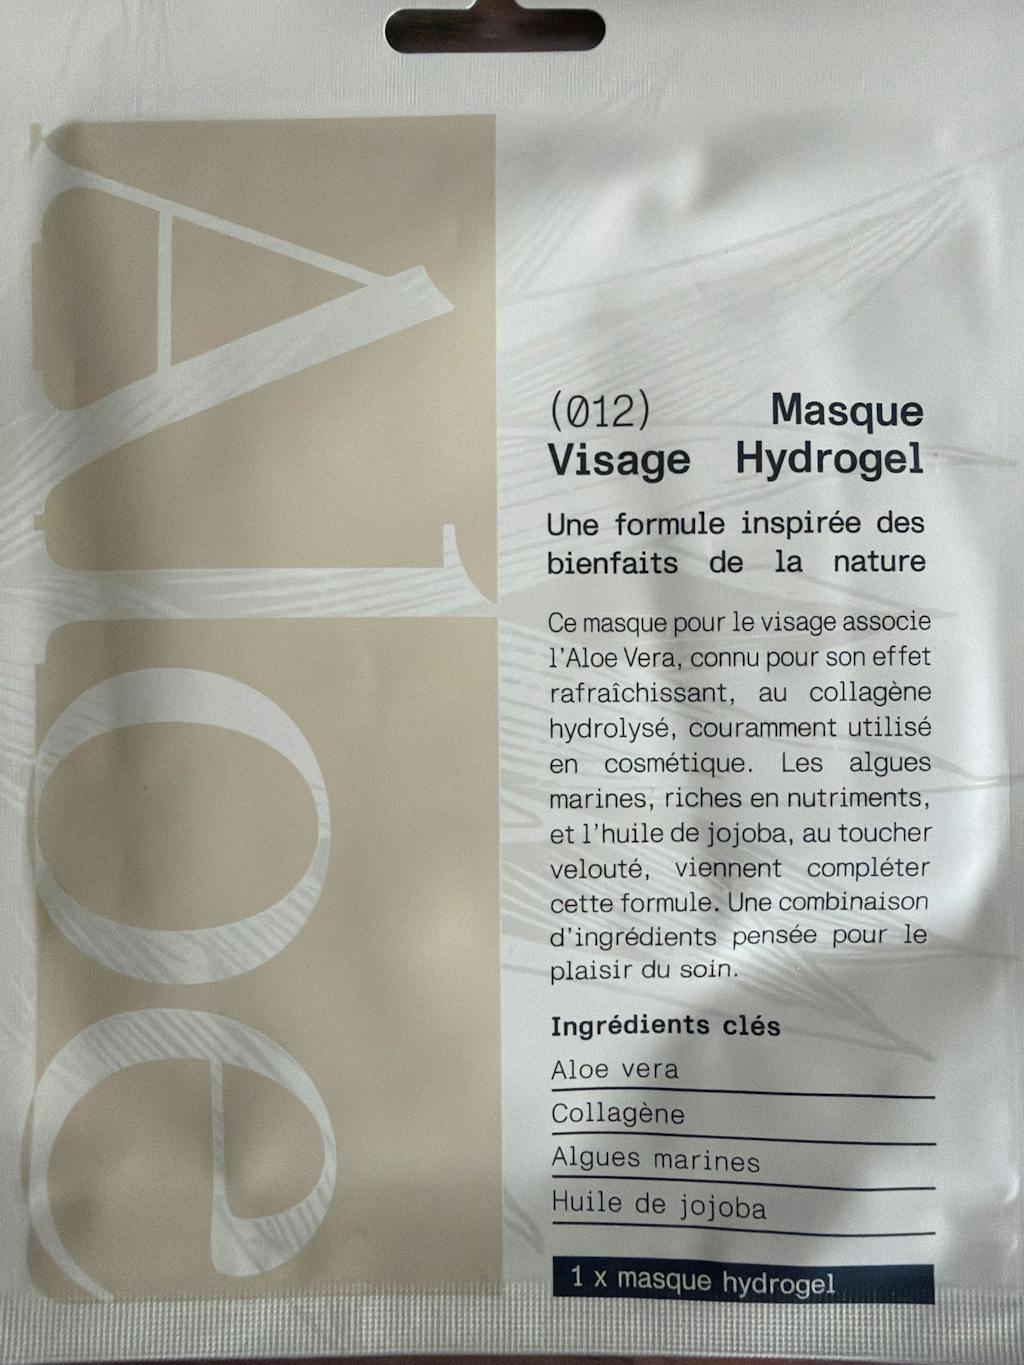 Aloe
(012) Masque
Visage Hydrogel
Une formule inspirée des
bienfaits de la nature
Ce masque pour le visage associe
l'Aloe Vera, connu pour son effet
rafraîchissant, au collagène
hydrolysé, couramment utilisé
en cosmétique. Les algues
marines, riches en nutriments,
et l'huile de jojoba, au toucher
velouté, viennent compléter
cette formule. Une combinaison
d'ingrédients pensée pour le
plaisir du soin.
Ingrédients clés
Aloe vera
Collagène
Algues marines
Huile de jojoba
1 x masque hydrogel